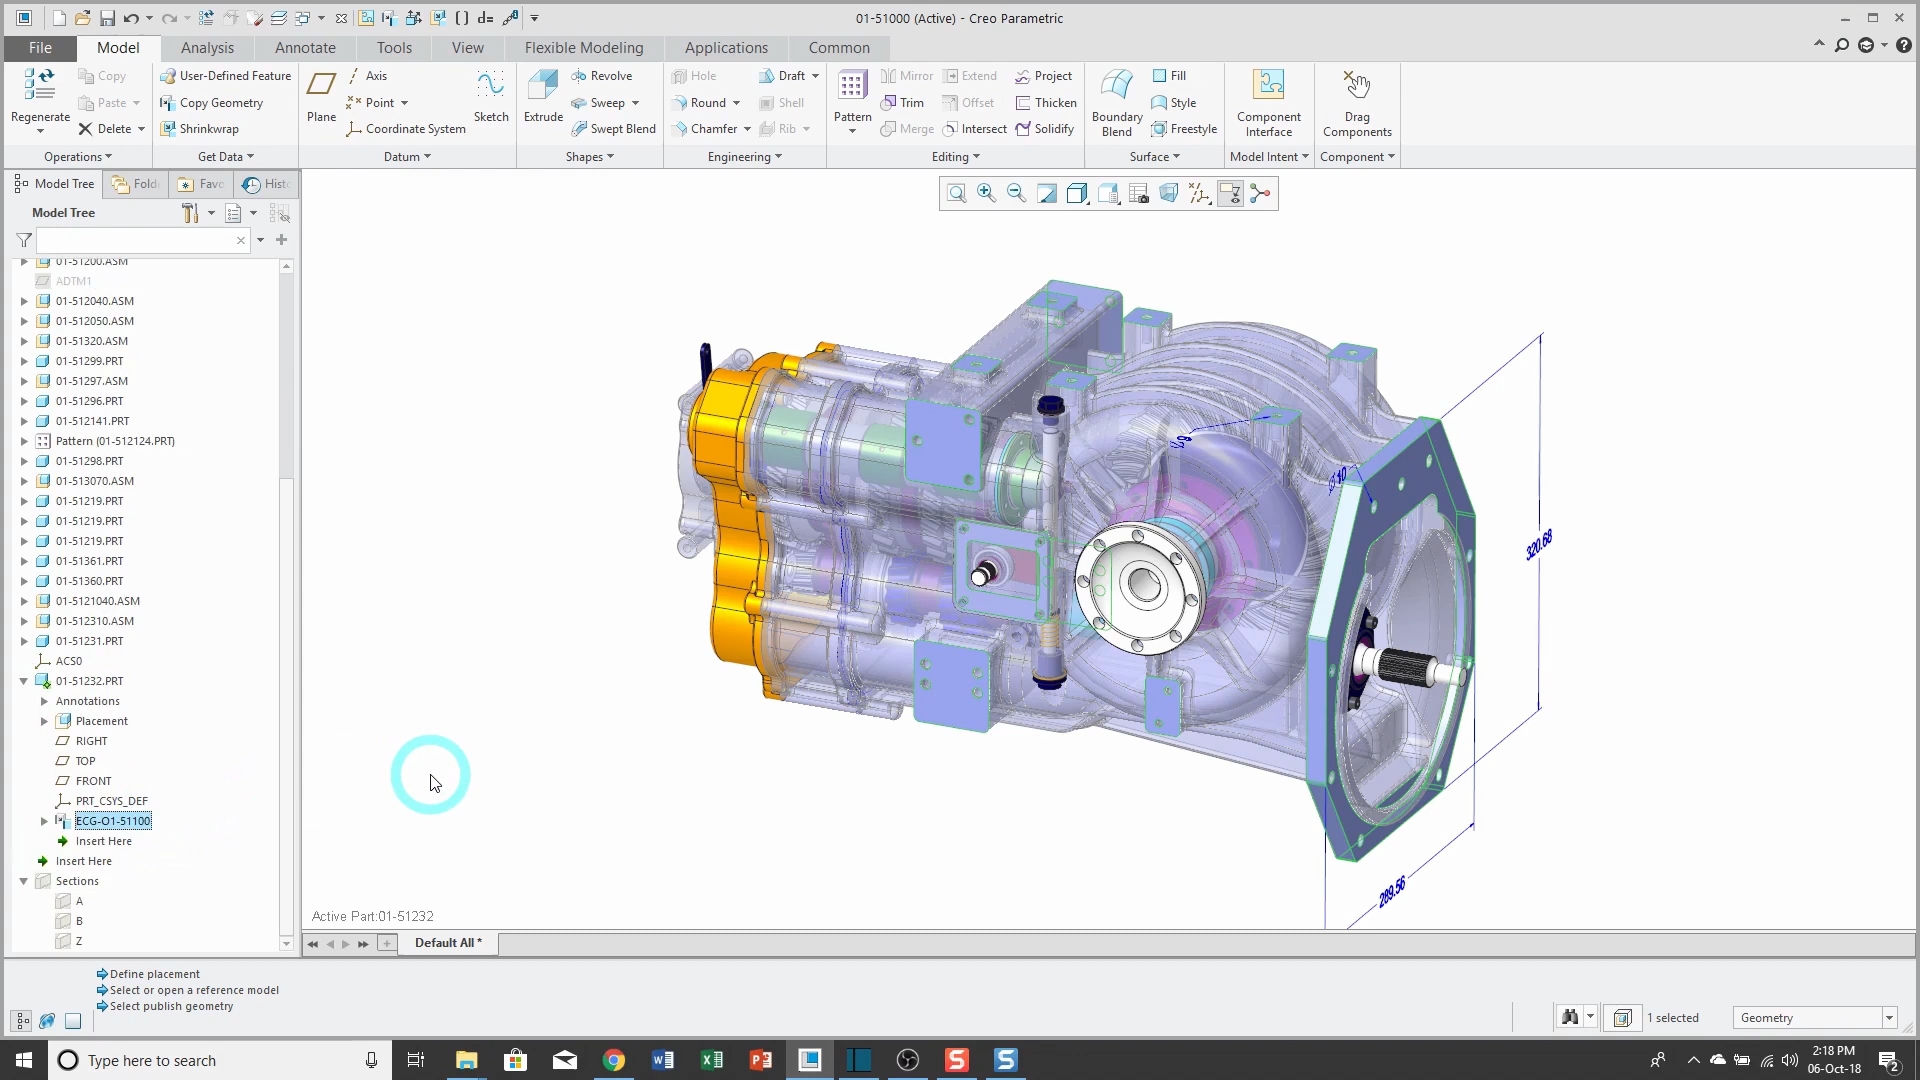 01-51000 (Active) - Creo Parametric
File Model Analysis Annotate Tools View Flexible Modeling Applications Common
Regenerate
Copy
Paste
Delete
Operations
User-Defined Feature
Copy Geometry
Shrinkwrap
Get Data
Plane
Axis
Point
Coordinate System
Sketch
Datum
Extrude
Revolve
Sweep
Swept Blend
Shapes
Hole
Round
Chamfer
Draft
Shell
Rib
Engineering
Pattern
Mirror
Trim
Merge
Extend
Offset
Intersect
Project
Thicken
Solidify
Editing
Boundary
Blend
Fill
Style
Freestyle
Surface
Component
Interface
Model Intent
Drag
Components
Component
Model Tree Fold Favo Histo
Model Tree
01-51200.ASM
ADTM1
01-512040.ASM
01-512050.ASM
01-51320.ASM
01-51299.PRT
01-51297.ASM
01-51296.PRT
01-512141.PRT
Pattern (01-512124.PRT)
01-51298.PRT
01-513070.ASM
01-51219.PRT
01-51219.PRT
01-51219.PRT
01-51361.PRT
01-51360.PRT
01-5121040.ASM
01-512310.ASM
01-51231.PRT
ACS0
01-51232.PRT
Annotations
Placement
RIGHT
TOP
FRONT
PRT_CSYS_DEF
ECG-O1-51100
Insert Here
Insert Here
Sections
A
B
Z
320.68
289.56
Active Part:01-51232
Default All *
Define placement
Select or open a reference model
Select publish geometry
1 selected
Geometry
Type here to search
2:18 PM
06-Oct-18
2